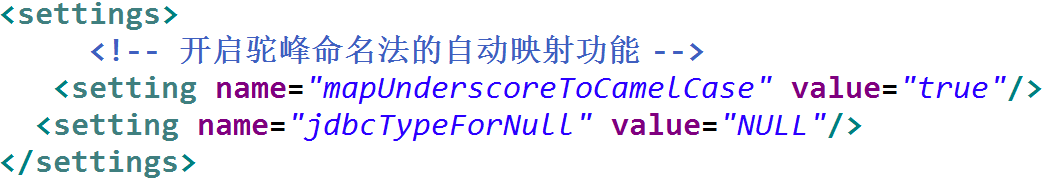 <settings>
<!-- 开启驼峰命名法的自动映射功能 -->
<setting name="mapUnderscoreToCamelCase" value="true"/>
<setting name="jdbcTypeForNull" value="NULL"/>
</settings>